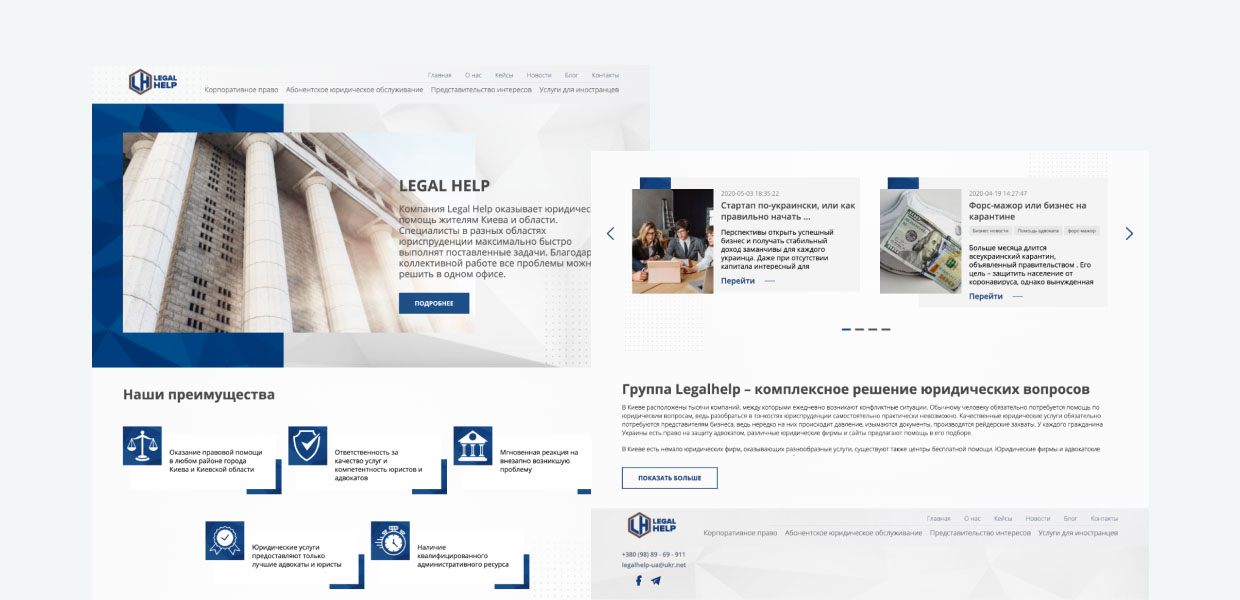 LEGAL
HELP
Главная О нас Кейсы Новости Блог Контакты
Корпоративное право Абонентское юридическое обслуживание Представительство интересов Услуги для иностранцев
LEGAL HELP
Компания Legal Help оказывает юридичес
помощь жителям Киева и области.
Специалисты в разных областях
юриспруденции максимально быстро
выполят поставленные задачи. Благодар
коллективной работе все проблемы можн
решить в одном офисе.
ПОДРОБНЕЕ
Наши преимущества
Оказание правовой помощи
в любом районе города
Киева и Киевской области
Ответственность за
качество услуг и
компетентность юристов и
адвокатов
Мгновенная реакция на
внезапно возникшую
проблему
Юридические услуги
предоставляют только
лучшие адвокаты и юристы
Наличие
квалифицированного
административного ресурса
2020-05-03 18:35:22
Стартап по-украински, или как
правильно начать ...
Перспективы открыть успешный
бизнес и получать стабильный
доход заманчивы для каждого
украинца. Даже при отсутствии
капитала интересный для
Перейти
2020-04-19 14:27:47
Форс-мажор или бизнес на
карантине
Бизнес новости Помощь адвоката форс-мажор
Больше месяца длится
всеукраинский карантин,
объявленный правительством . Его
цель – защитить население от
коронавируса, однако вынужденная
Перейти
Группа Legalhelp – комплексное решение юридических вопросов
В Киеве расположены тысячи компаний, между которыми ежедневно возникают конфликтные ситуации. Обычному человеку обязательно потребуется помощь по
юридическим вопросам, ведь разобраться в тонкостях юриспруденции самостоятельно практически невозможно. Качественные юридические услуги обязательно
потребуются представителям бизнеса, ведь нередко на них происходит давление, изымаются документы, производятся рейдерские захваты. У каждого гражданина
Украины есть право на защиту адвокатом, различные юридические фирмы и сайты предлагают помощь в его подборе.
В Киеве есть немало юридических фирм, оказывающих разнообразные услуги, существуют также центры бесплатной помощи. Юридические фирмы и адвокатские
ПОКАЗАТЬ БОЛЬШЕ
LEGAL
HELP
Главная О нас Кейсы Новости Блог Контакты
Корпоративное право Абонентское юридическое обслуживание Представительство интересов Услуги для иностранцев
+380 (98) 89 - 69 - 911
legalhelp-ua@ukr.net